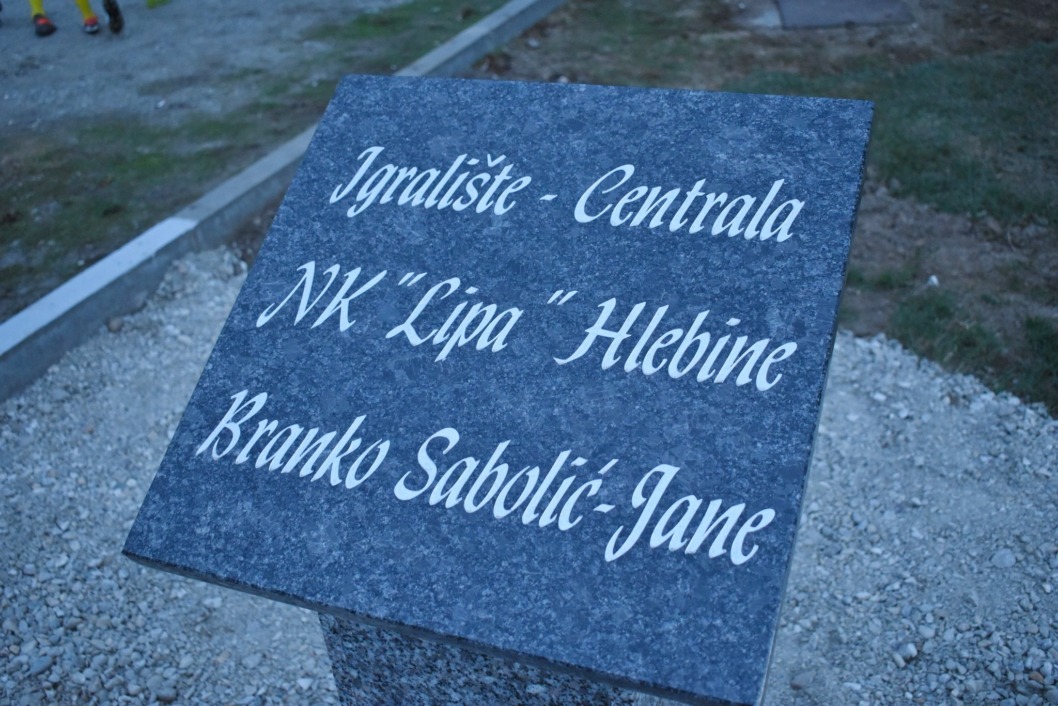 Igralište - Centrala
NK "Lipa" Hlebine
Branko Sabolić-Jane